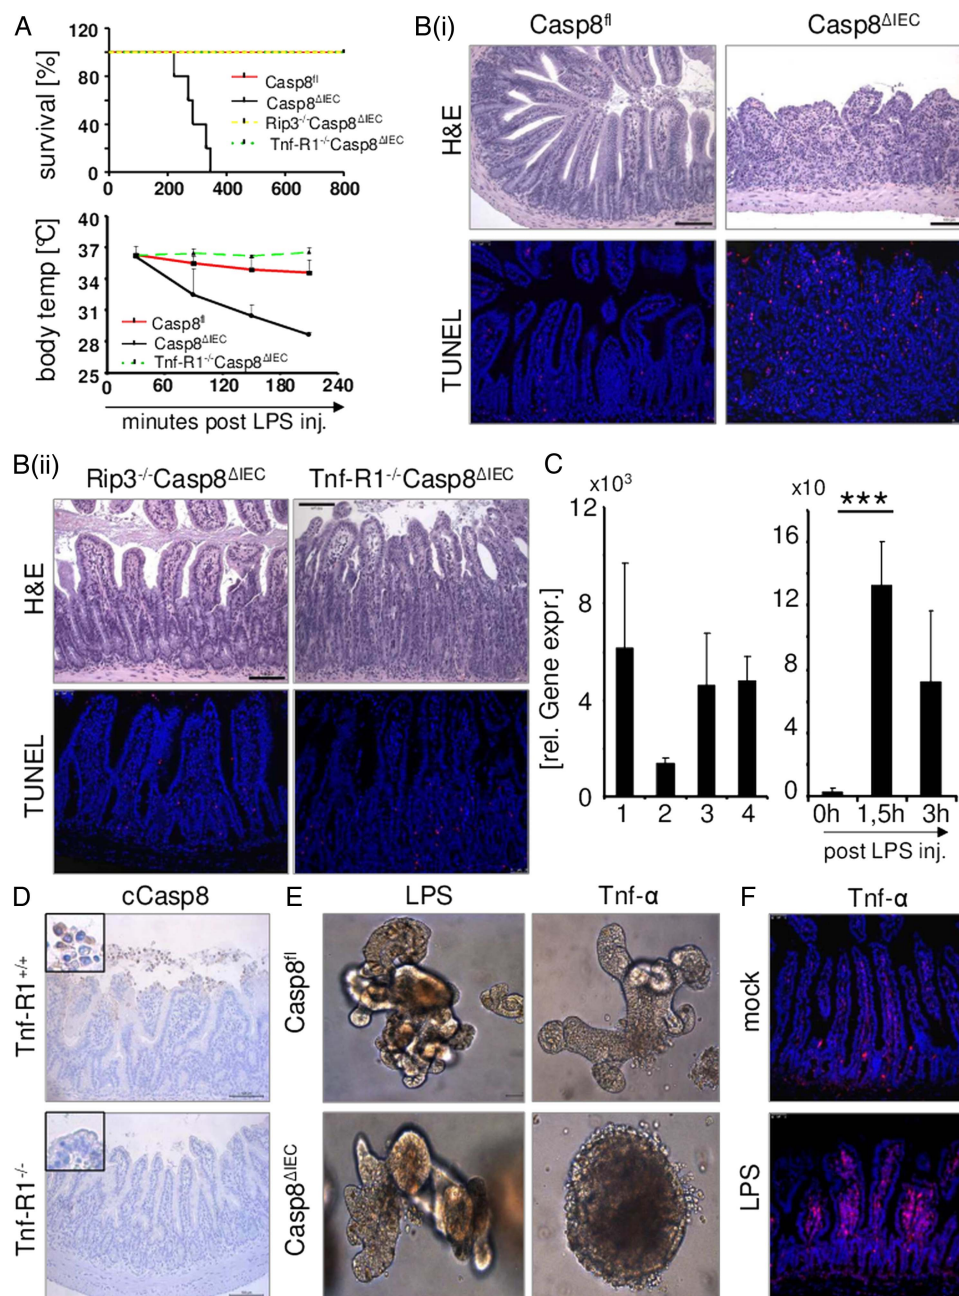 A
survival [%]
120
80
40
0
0 200 400 600 800
Casp8fl
Casp8ΔIEC
Rip3-/-Casp8ΔIEC
Tnf-R1-/-Casp8ΔIEC
body temp [°C]
40
37
34
31
28
25
0 60 120 180 240
Casp8fl
Casp8ΔIEC
Tnf-R1-/-Casp8ΔIEC
minutes post LPS inj.
B(i)
Casp8fl Casp8ΔIEC
H&E
TUNEL
B(ii)
Rip3-/-Casp8ΔIEC Tnf-R1-/-Casp8ΔIEC
H&E
TUNEL
C
[rel. Gene expr.]
x10³
12
8
4
0
1 2 3 4
x10
***
18
16
12
8
4
0
0h 1,5h 3h
post LPS inj.
D
cCasp8
Tnf-R1+/+
Tnf-R1-/-
E
LPS Tnf-α
Casp8fl
Casp8ΔIEC
F
Tnf-α
mock
LPS